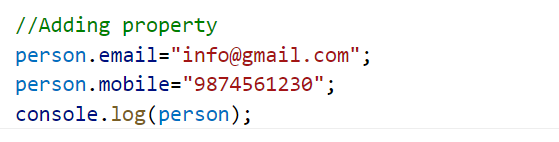 //Adding property
person.email="info@gmail.com";
person.mobile="9874561230";
console.log(person);